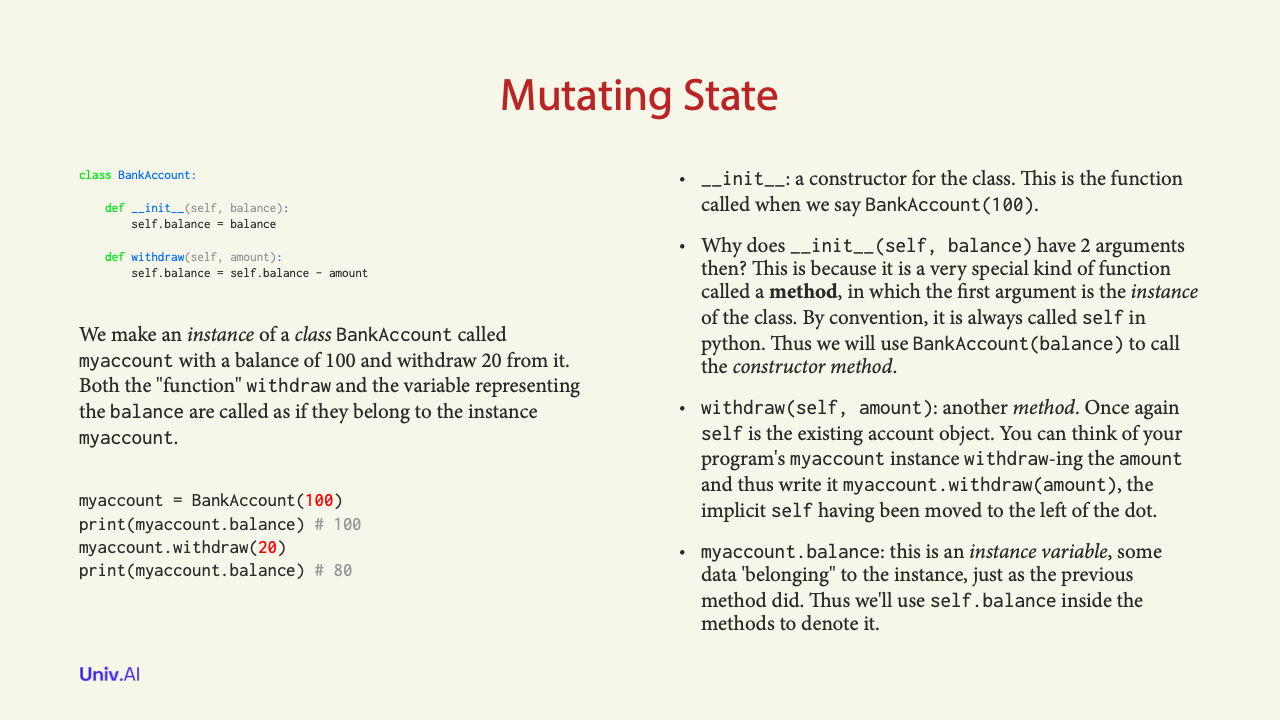 Mutating State
class BankAccount:
    def __init__(self, balance):
        self.balance = balance
    def withdraw(self, amount):
        self.balance = self.balance - amount
We make an instance of a class BankAccount called
myaccount with a balance of 100 and withdraw 20 from it.
Both the "function" withdraw and the variable representing
the balance are called as if they belong to the instance
myaccount.
myaccount = BankAccount(100)
print(myaccount.balance) # 100
myaccount.withdraw(20)
print(myaccount.balance) # 80
• __init__: a constructor for the class. This is the function
called when we say BankAccount(100).
• Why does __init__(self, balance) have 2 arguments
then? This is because it is a very special kind of function
called a method, in which the first argument is the instance
of the class. By convention, it is always called self in
python. Thus we will use BankAccount(balance) to call
the constructor method.
• withdraw(self, amount): another method. Once again
self is the existing account object. You can think of your
program's myaccount instance withdraw-ing the amount
and thus write it myaccount.withdraw(amount), the
implicit self having been moved to the left of the dot.
• myaccount.balance: this is an instance variable, some
data 'belonging" to the instance, just as the previous
method did. Thus we'll use self.balance inside the
methods to denote it.
Univ.AI